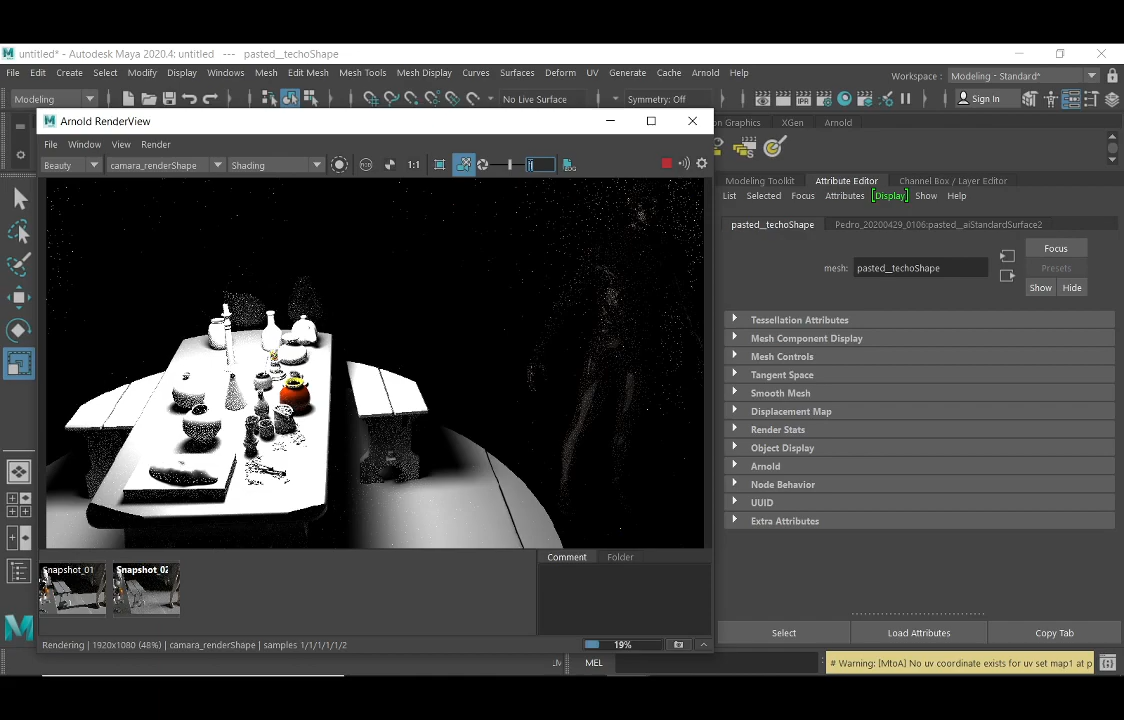 untitled* - Autodesk Maya 2020.4: untitled --- pasted__techoShape
File Edit Create Select Modify Display Windows Mesh Edit Mesh Mesh Tools Mesh Display Curves Surfaces Deform UV Generate Cache Arnold Help
Workspace : Modeling - Standard*
Modeling No Live Surface Symmetry: Off IPR Sign In
Arnold RenderView
on Graphics XGen Arnold
File Window View Render
Beauty camara_renderShape Shading 1:1
Modeling Toolkit Attribute Editor Channel Box / Layer Editor
List Selected Focus Attributes Display Show Help
pasted__techoShape Pedro_20200429_0106:pasted__aiStandardSurface2
Focus
mesh: pasted__techoShape
Presets
Show Hide
Tessellation Attributes
Mesh Component Display
Mesh Controls
Tangent Space
Smooth Mesh
Displacement Map
Render Stats
Object Display
Arnold
Node Behavior
UUID
Extra Attributes
Comment Folder
Snapshot_01 Snapshot_02
Select Load Attributes Copy Tab
Rendering | 1920x1080 (48%) | camara_renderShape | samples 1/1/1/1/1/2 19%
MEL # Warning: [MtoA] No uv coordinate exists for uv set map1 at p